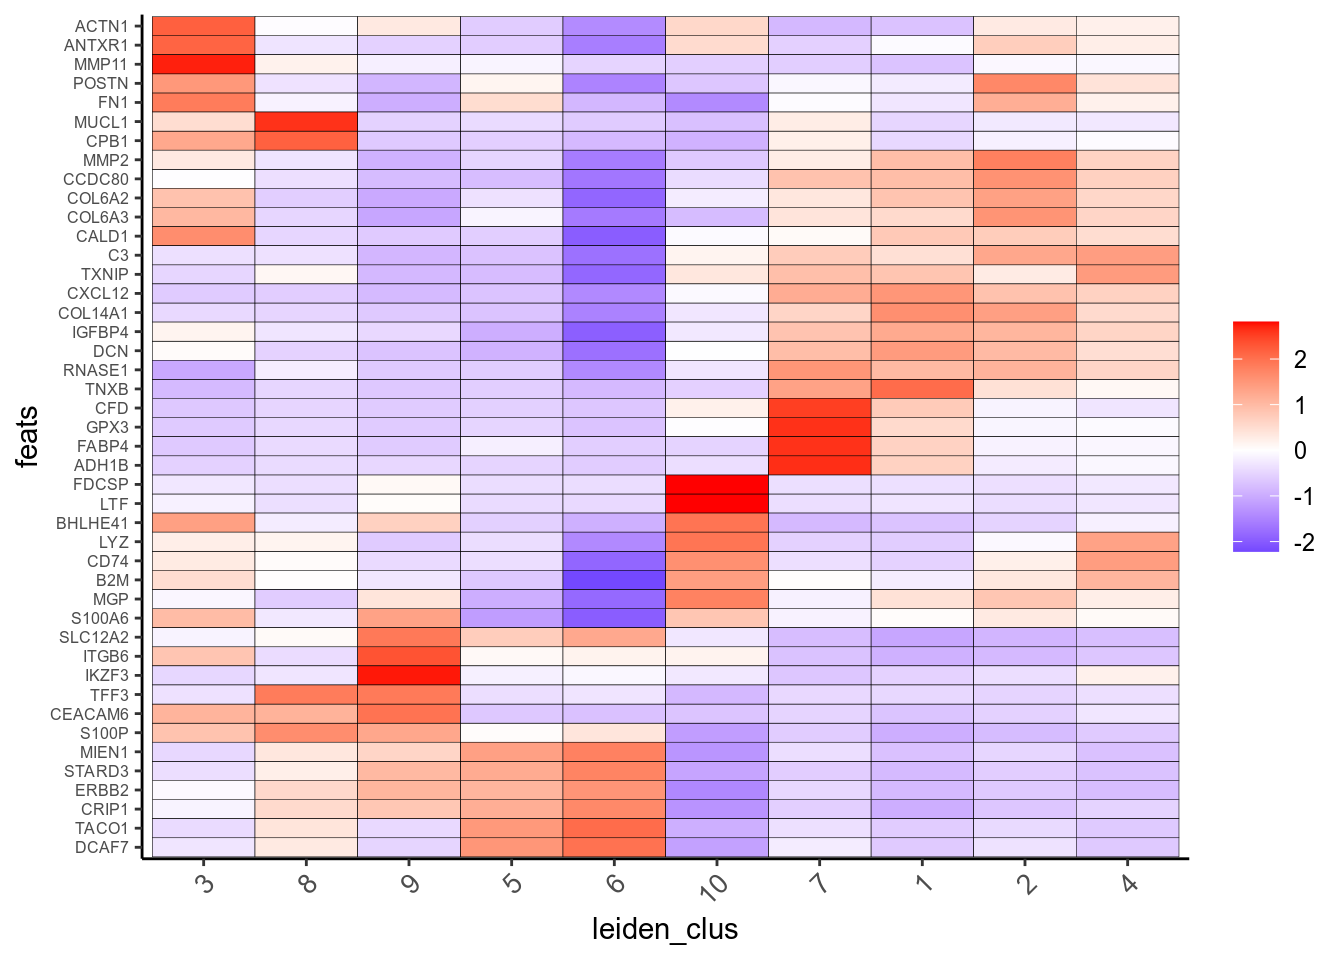 ACTN1
ANTXR1
MMP11
POSTN
FN1
MUCL1
CPB1
MMP2
CCDC80
COL6A2
COL6A3
CALD1
C3
TXNIP
CXCL12
COL14A1
IGFBP4
DCN
RNASE1
TNXB
CFD
GPX3
FABP4
ADH1B
FDCSP
LTF
BHLHE41
LYZ
CD74
B2M
MGP
S100A6
SLC12A2
ITGB6
IKZF3
TFF3
CEACAM6
S100P
MIEN1
STARD3
ERBB2
CRIP1
TACO1
DCAF7
feats
3 8 9 5 6 10 7 1 2 4
leiden_clus
2
1
0
-1
-2